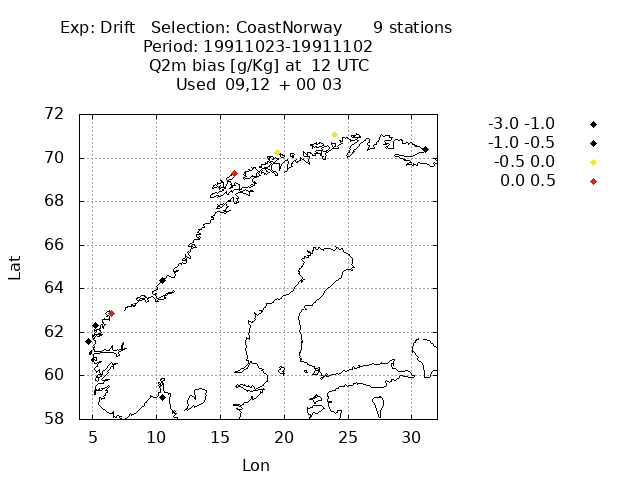 Exp: Drift Selection: CoastNorway 9 stations
Period: 19911023-19911102
Q2m bias [g/Kg] at 12 UTC
Used 09,12 + 00 03
-3.0 -1.0
-1.0 -0.5
-0.5 0.0
0.0 0.5
72
70
68
66
64
62
60
58
Lat
5 10 15 20 25 30
Lon